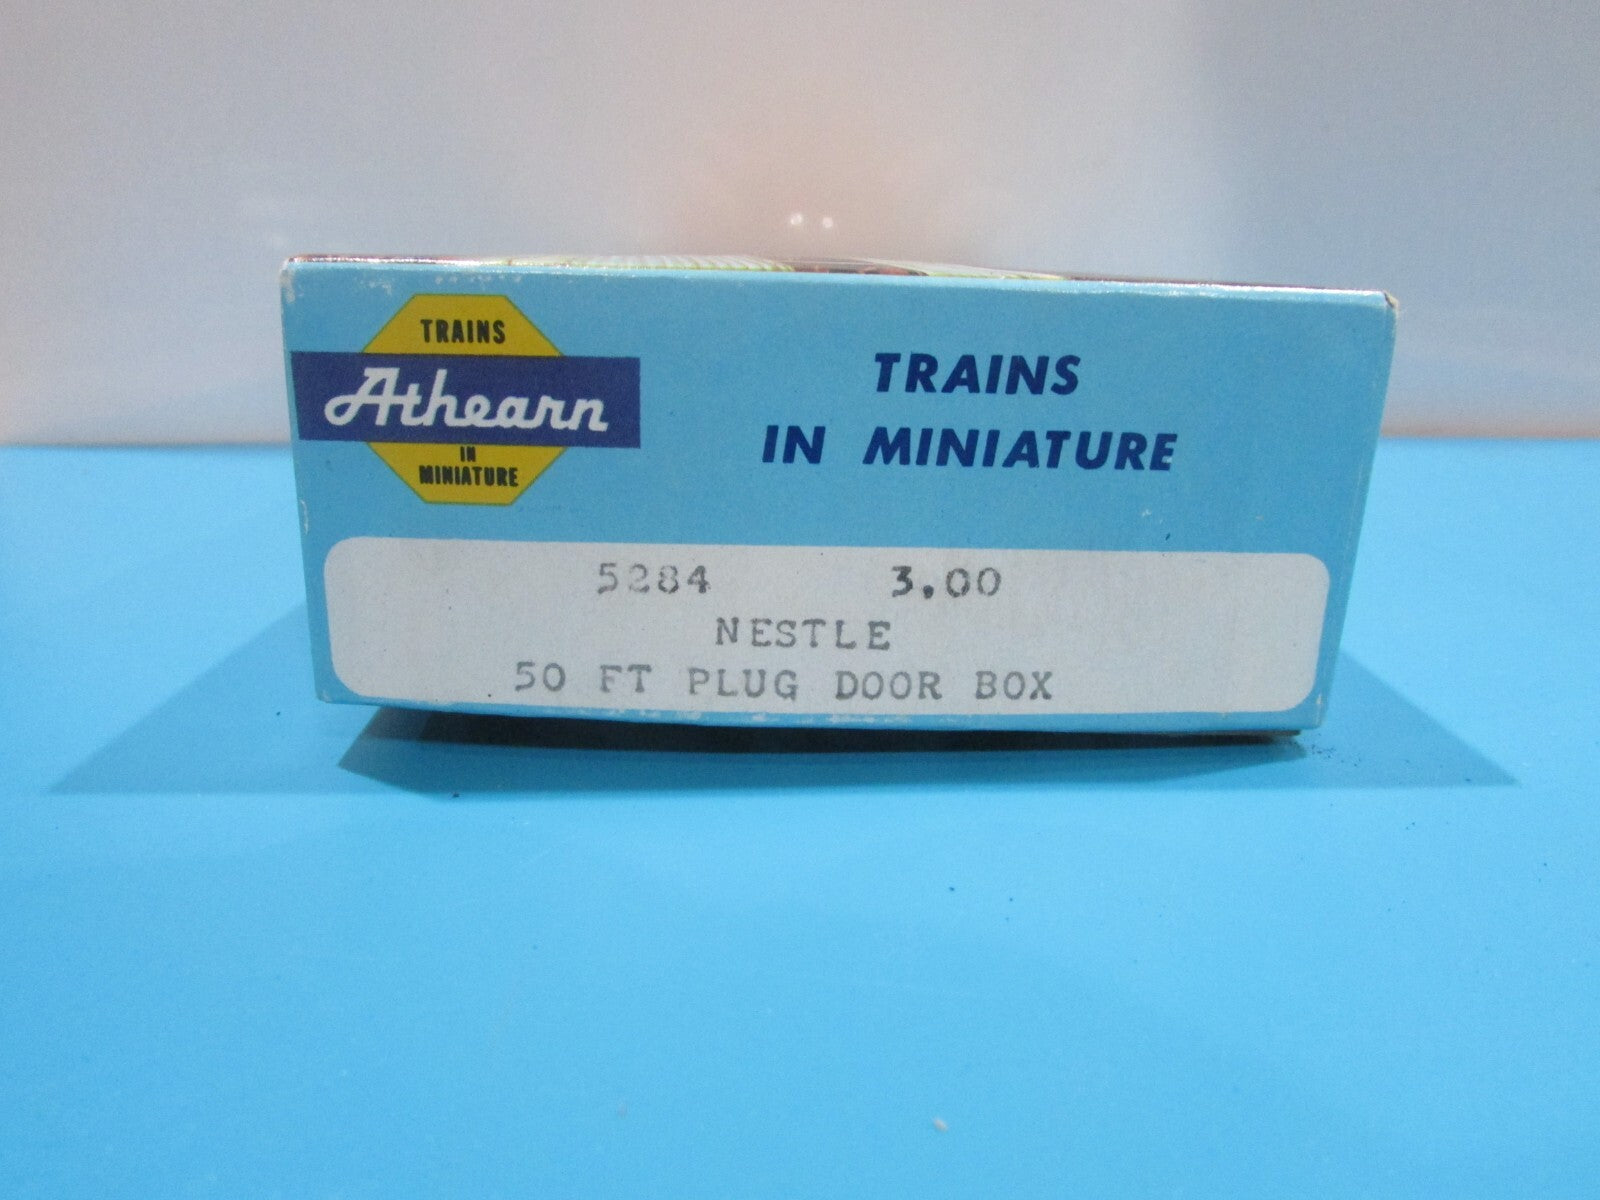 TRAINS
Athearn
IN
MINIATURE
TRAINS
IN MINIATURE
5284 3.00
NESTLE
50 FT PLUG DOOR BOX